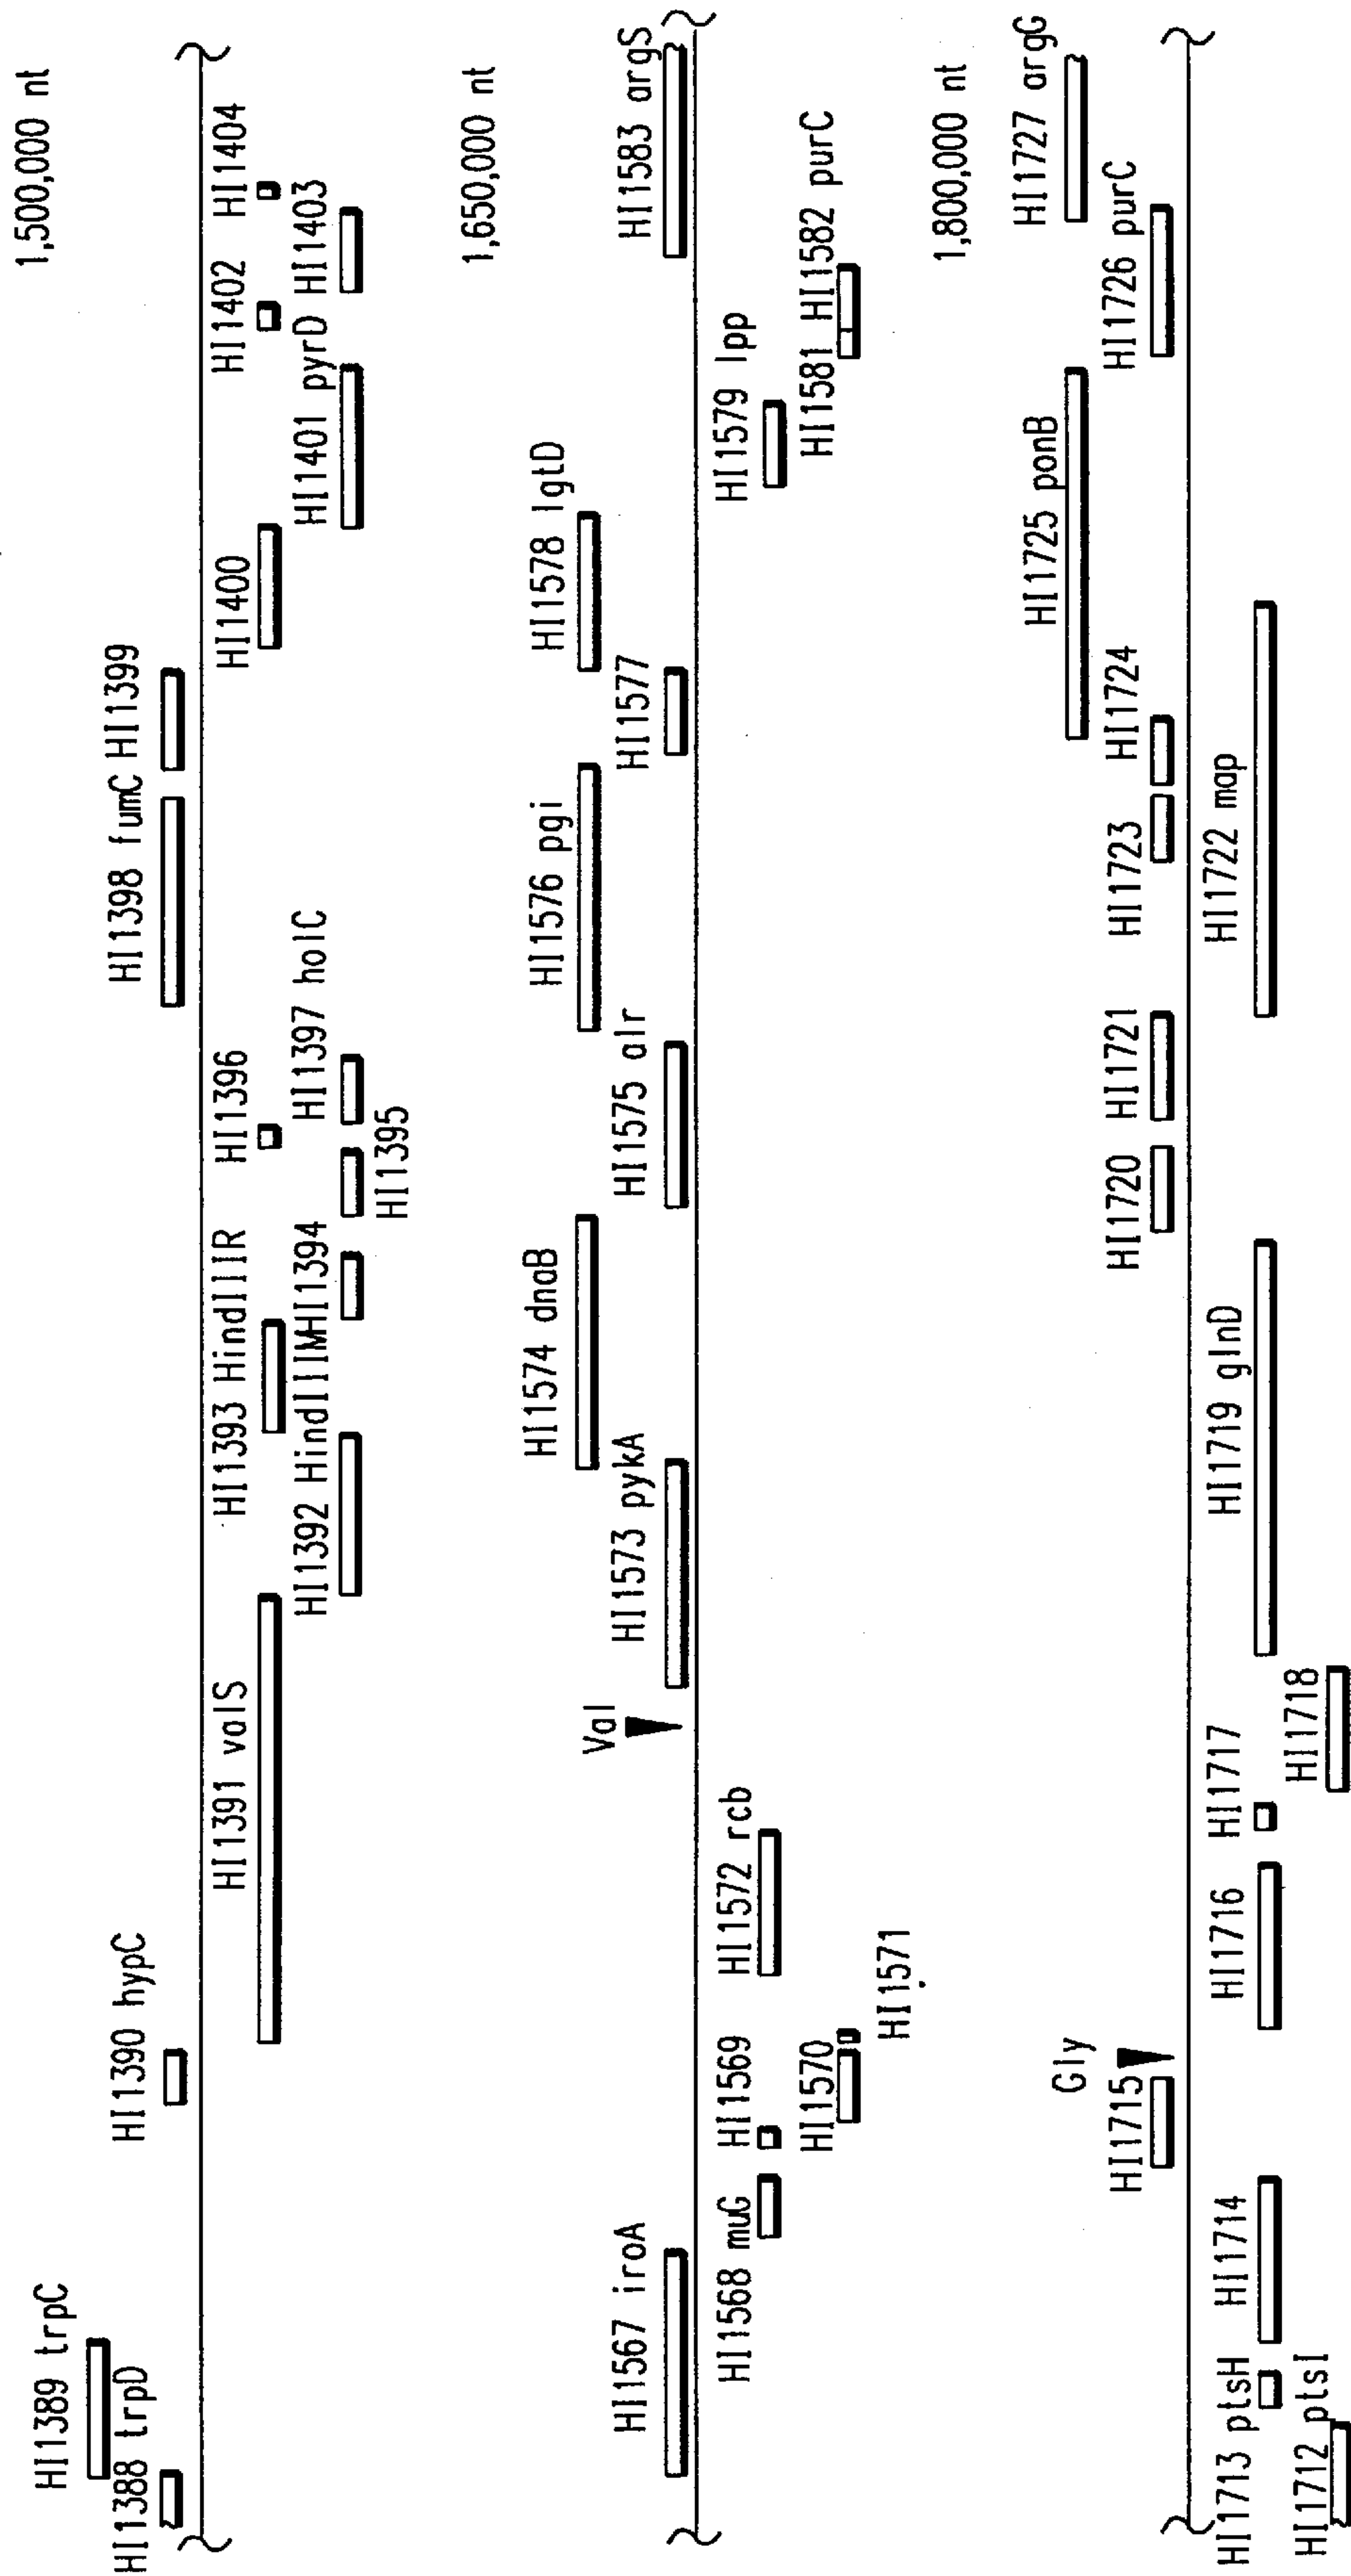 1,500,000 nt
HI1389 trpC
HI1388 trpD
HI1390 hypC
HI1398 fumC
HI1399
HI1391 valS
HI1393 HindIIIR
HI1396
HI1400
HI1402
HI1404
HI1392 HindIIIM
HI1394
HI1397 holC
HI1401 pyrD
HI1403
HI1395
1,650,000 nt
HI1574 dnaB
HI1576 pgi
HI1578 lgtD
Val
HI1567 iroA
HI1573 pykA
HI1575 alr
HI1577
HI1583 argS
HI1568 muG
HI1569
HI1572 rcb
HI1579 lpp
HI1570
HI1581
HI1582 purC
HI1571
1,800,000 nt
HI1725 ponB
HI1727 argG
Gly
HI1715
HI1720
HI1721
HI1723
HI1724
HI1726 purC
HI1713 ptsH
HI1714
HI1716
HI1717
HI1719 glnD
HI1722 map
HI1712 ptsI
HI1718